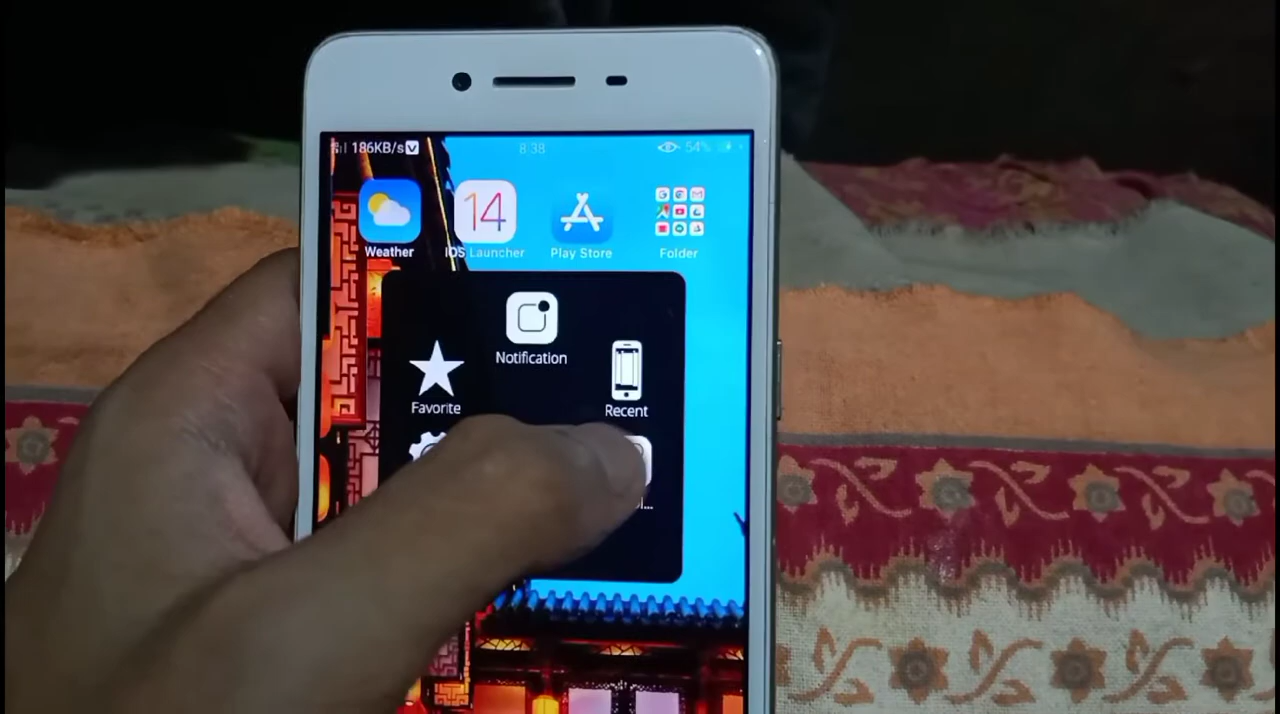 186KB/s V 8:38 54%
14
Weather IOS Launcher Play Store Folder
Notification
Favorite Recent